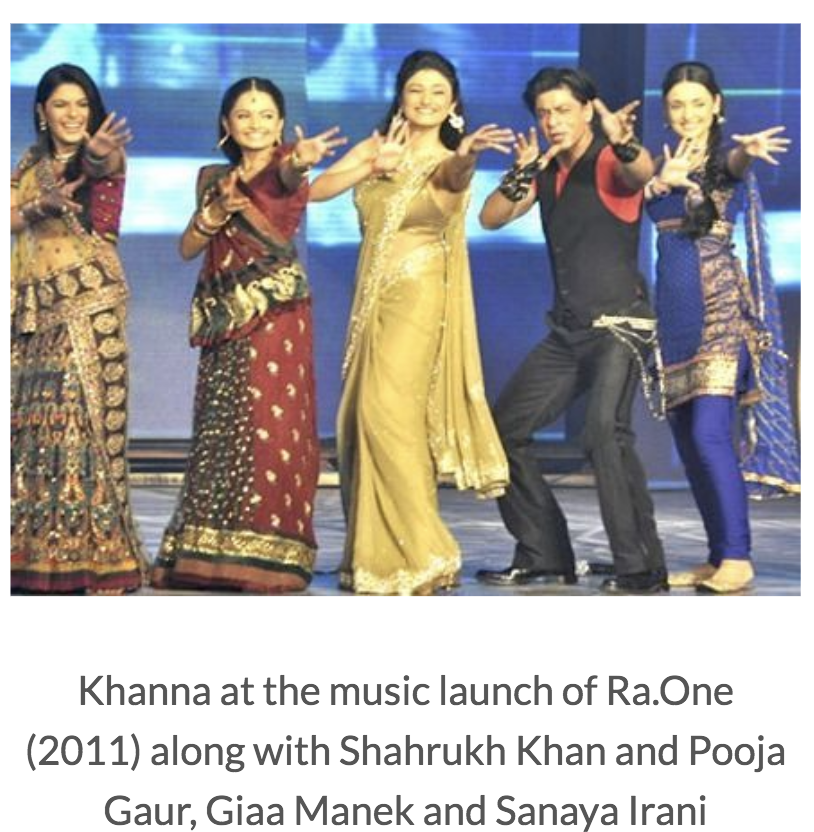 Khanna at the music launch of Ra.One
(2011) along with Shahrukh Khan and Pooja
Gaur, Giaa Manek and Sanaya Irani